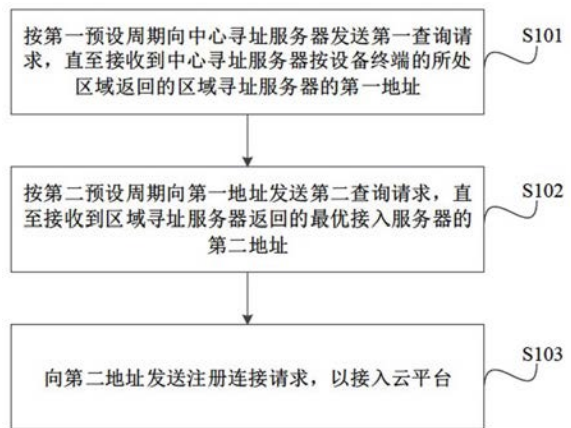 按第一预设周期向中心寻址服务器发送第一查询请
求，直至接收到中心寻址服务器按设备终端的所处
区域返回的区域寻址服务器的第一地址
S101
按第二预设周期向第一地址发送第二查询请求，直
至接收到区域寻址服务器返回的最优接入服务器的
第二地址
S102
向第二地址发送注册连接请求，以接入云平台
S103